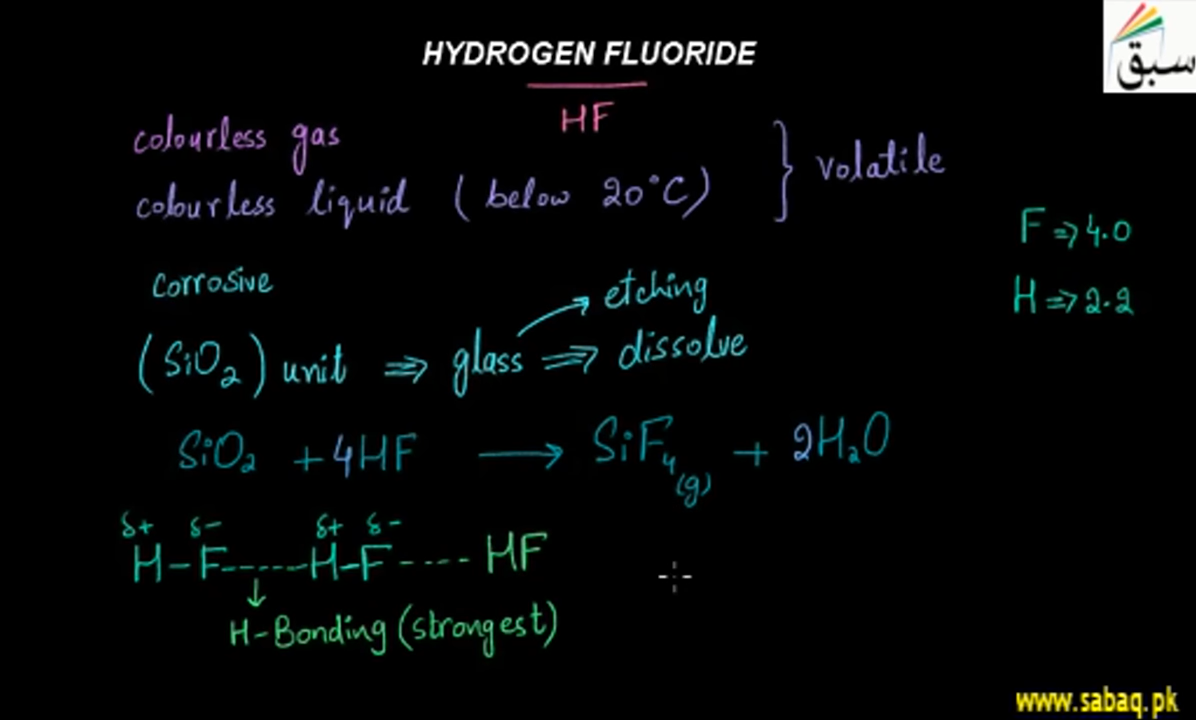 سبق
HYDROGEN FLUORIDE
HF
colourless gas
colourless liquid (below 20°C) } volatile
F => 4.0
H => 2.2
corrosive
etching
(SiO₂) unit => glass => dissolve
SiO₂ + 4HF → SiF₄(g) + 2H₂O
δ+ δ- δ+ δ-
H-F-----H-F----HF
↓
H-Bonding (strongest)
www.sabaq.pk